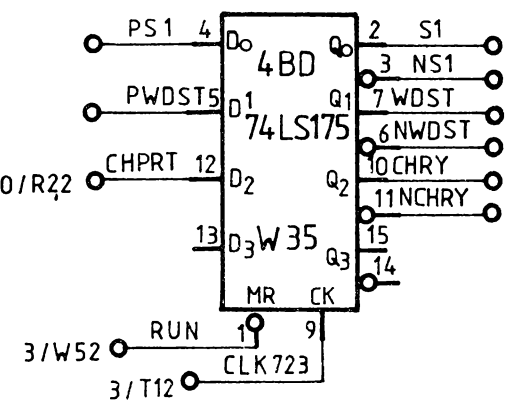 PS1 4 D0 Q0 2 S1
4BD
3 NS1
PWDST 5 D1 Q1 7 WDST
74LS175
6 NWDST
0/R22 CHPRT 12 D2 Q2 10 CHRY
11 NCHRY
13 D3 W35 Q3 15
14
MR CK
3/W52 RUN 1 9
3/T12 CLK723